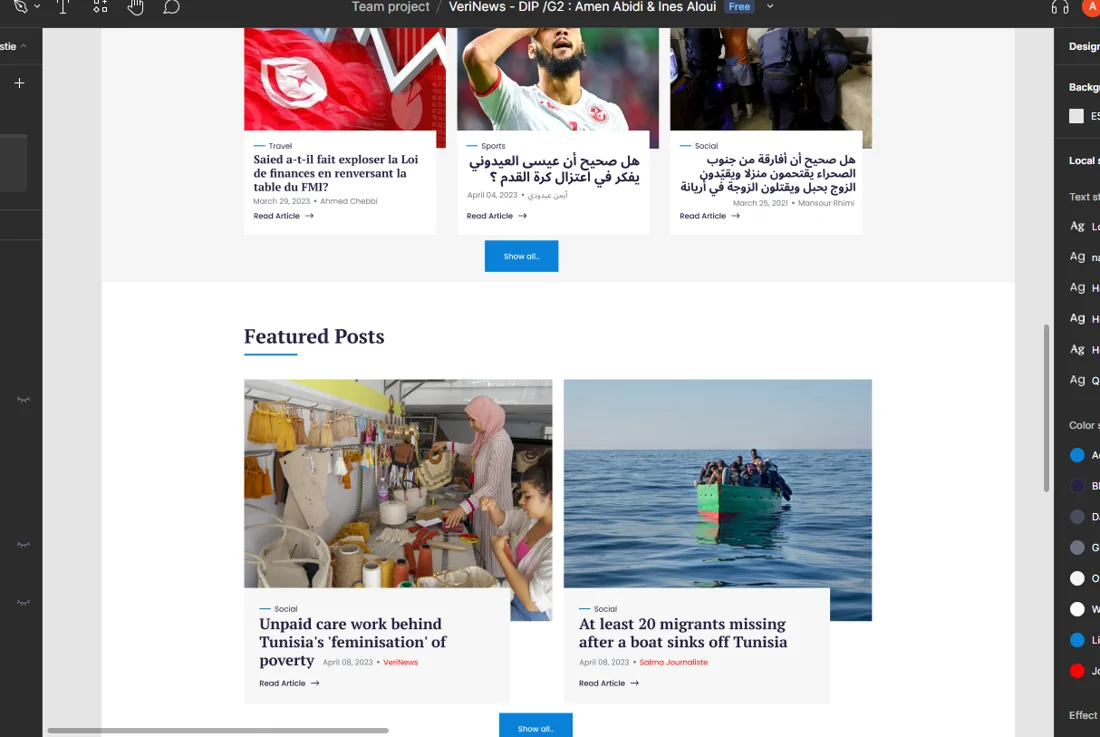 Team project / VeriNews - DIP /G2 : Amen Abidi & Ines Aloui Free
A
Design
Travel
Saied a-t-il fait exploser la Loi
de finances en renversant la
table du FMI?
March 29, 2023 • Ahmed Chebbi
Read Article →
Sports
هل صحيح أن عيسى العيدوني
يفكر في اعتزال كرة القدم ؟
April 04, 2023 • أيمن عيدودي
Read Article →
Social
هل صحيح أن أفارقة من جنوب
الصحراء يقتحمون منزلا ويقيّدون
الزوج بحبل ويقتلون الزوجة في أريانة
March 25, 2021 • Mansour Rhimi
Read Article →
Show all..
Featured Posts
Social
Unpaid care work behind
Tunisia's 'feminisation' of
poverty April 08, 2023 • VeriNews
Read Article →
Social
At least 20 migrants missing
after a boat sinks off Tunisia
April 08, 2023 • Salma Journaliste
Read Article →
Show all..
Ag
Ag
Ag
Ag
Ag
Ag
Effect